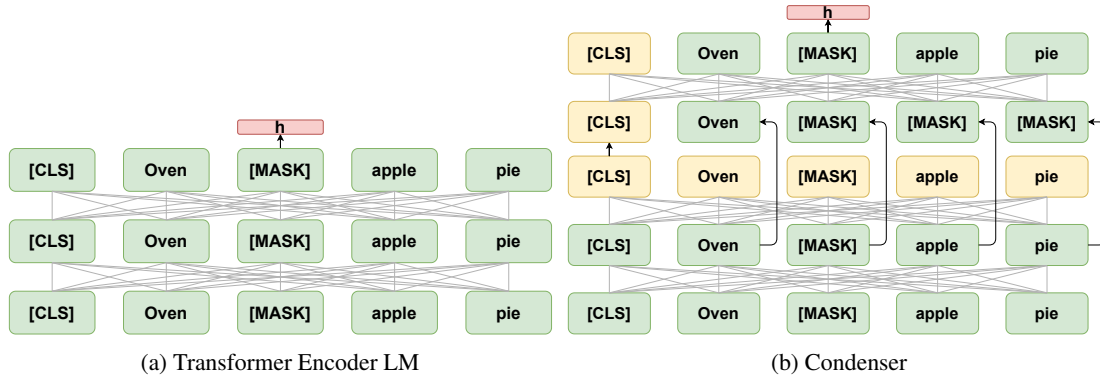 h
[CLS] Oven [MASK] apple pie
[CLS] Oven [MASK] apple pie
[CLS] Oven [MASK] apple pie
(a) Transformer Encoder LM
h
[CLS] Oven [MASK] apple pie
[CLS] Oven [MASK] [MASK] [MASK]
[CLS] Oven [MASK] apple pie
[CLS] Oven [MASK] apple pie
[CLS] Oven [MASK] apple pie
(b) Condenser